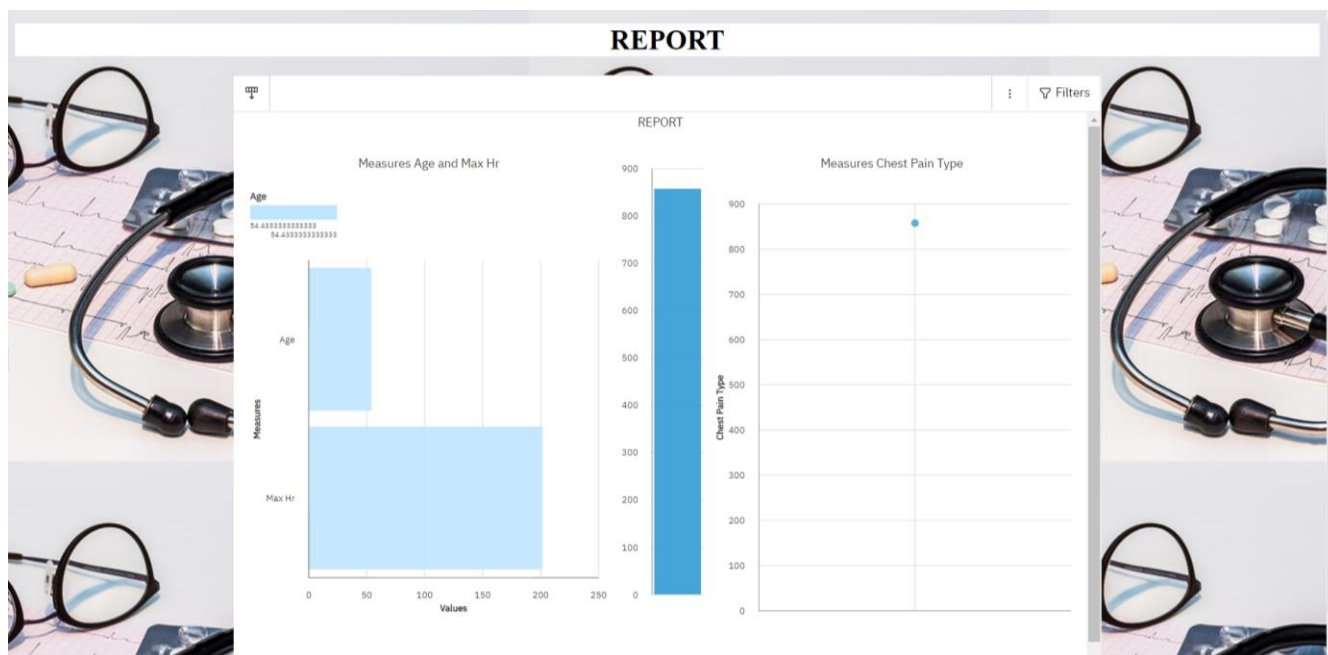 REPORT
Filters
REPORT
Measures Age and Max Hr
Age
54.4333333333333
54.4333333333333
Measures
Age
Max Hr
0 50 100 150 200 250
Values
900
800
700
600
500
400
300
200
100
0
Measures Chest Pain Type
Chest Pain Type
900
800
700
600
500
400
300
200
100
0